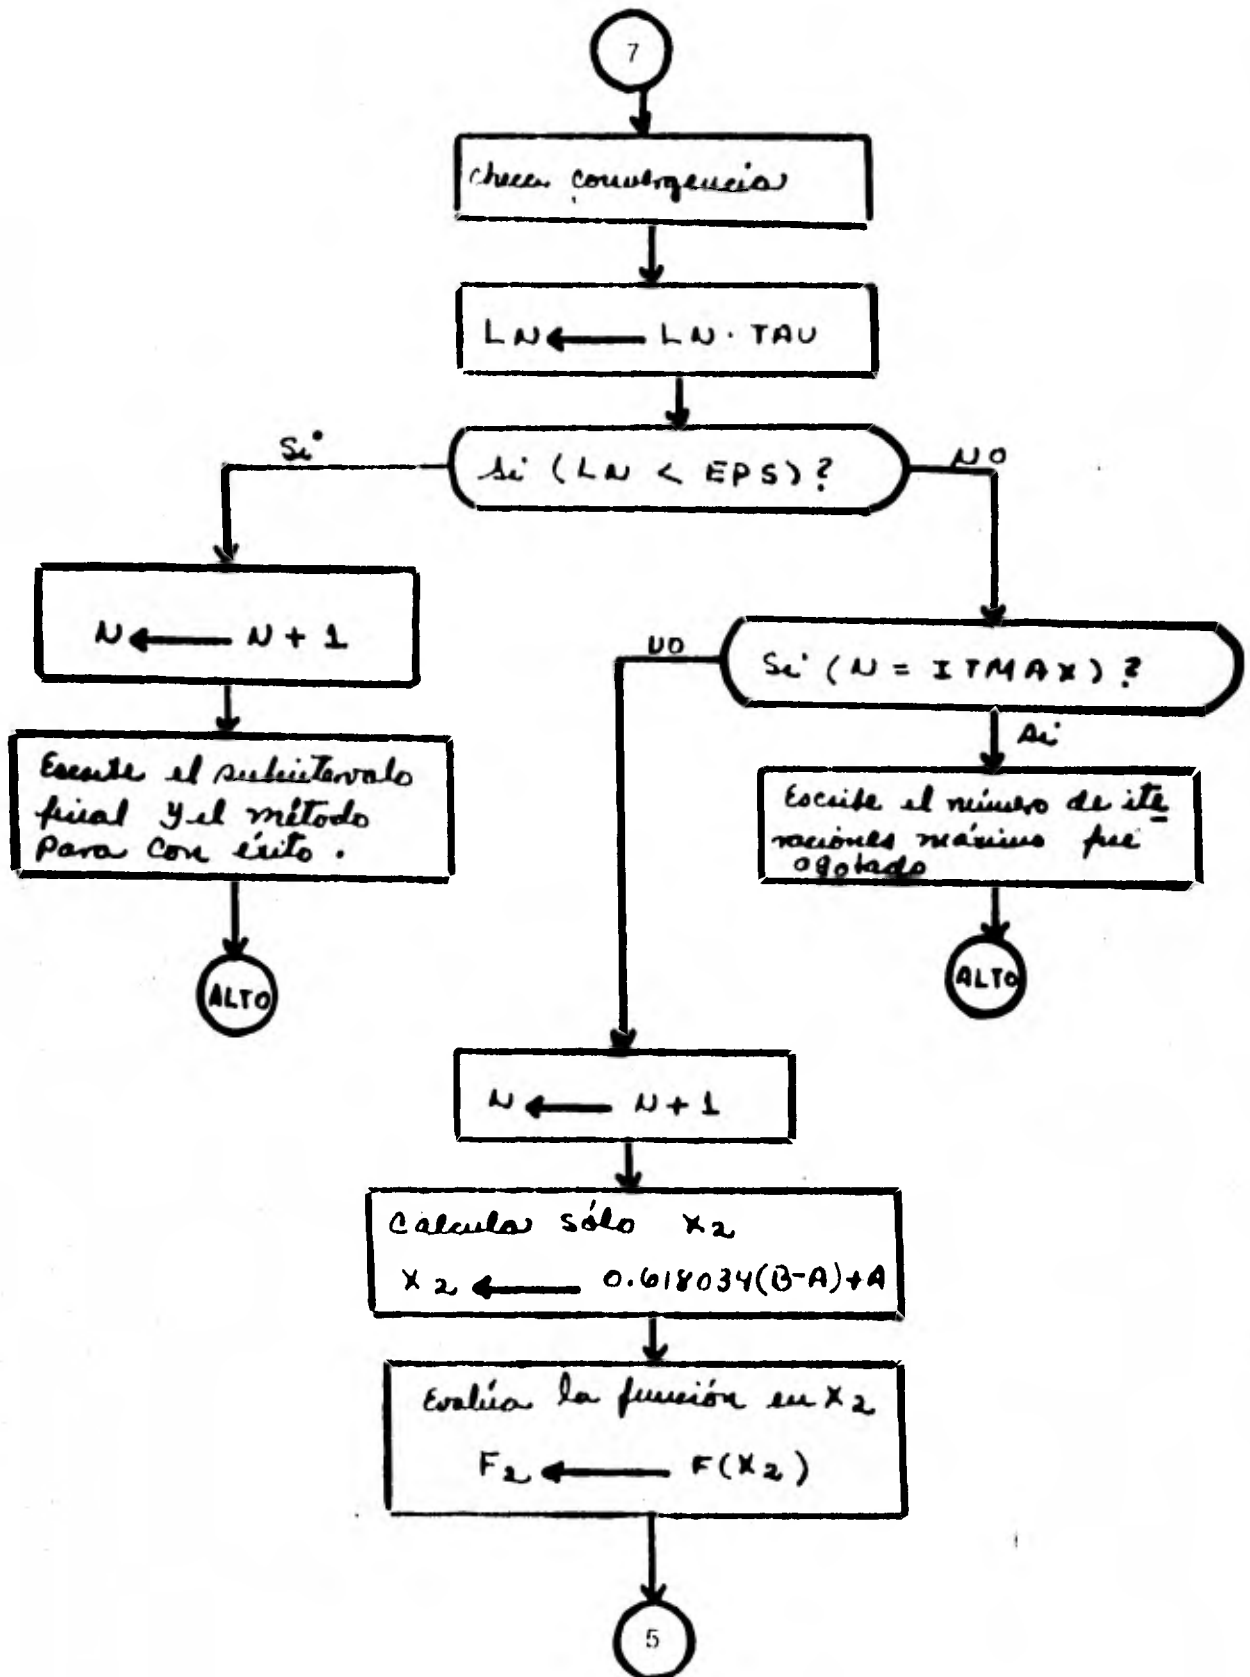 7
Checa convergencia
LN ← LN · TAU
Si (LN < EPS)?
Si
NO
N ← N + 1
Si (N = ITMAX)?
NO
Si
Escribe el subintervalo
final y el método
para con éxito.
Escribe el número de ite
raciones máximo fue
agotado
ALTO
ALTO
N ← N + 1
Calcula sólo X2
X2 ← 0.618034(B-A)+A
Evalúa la función en X2
F2 ← F(X2)
5